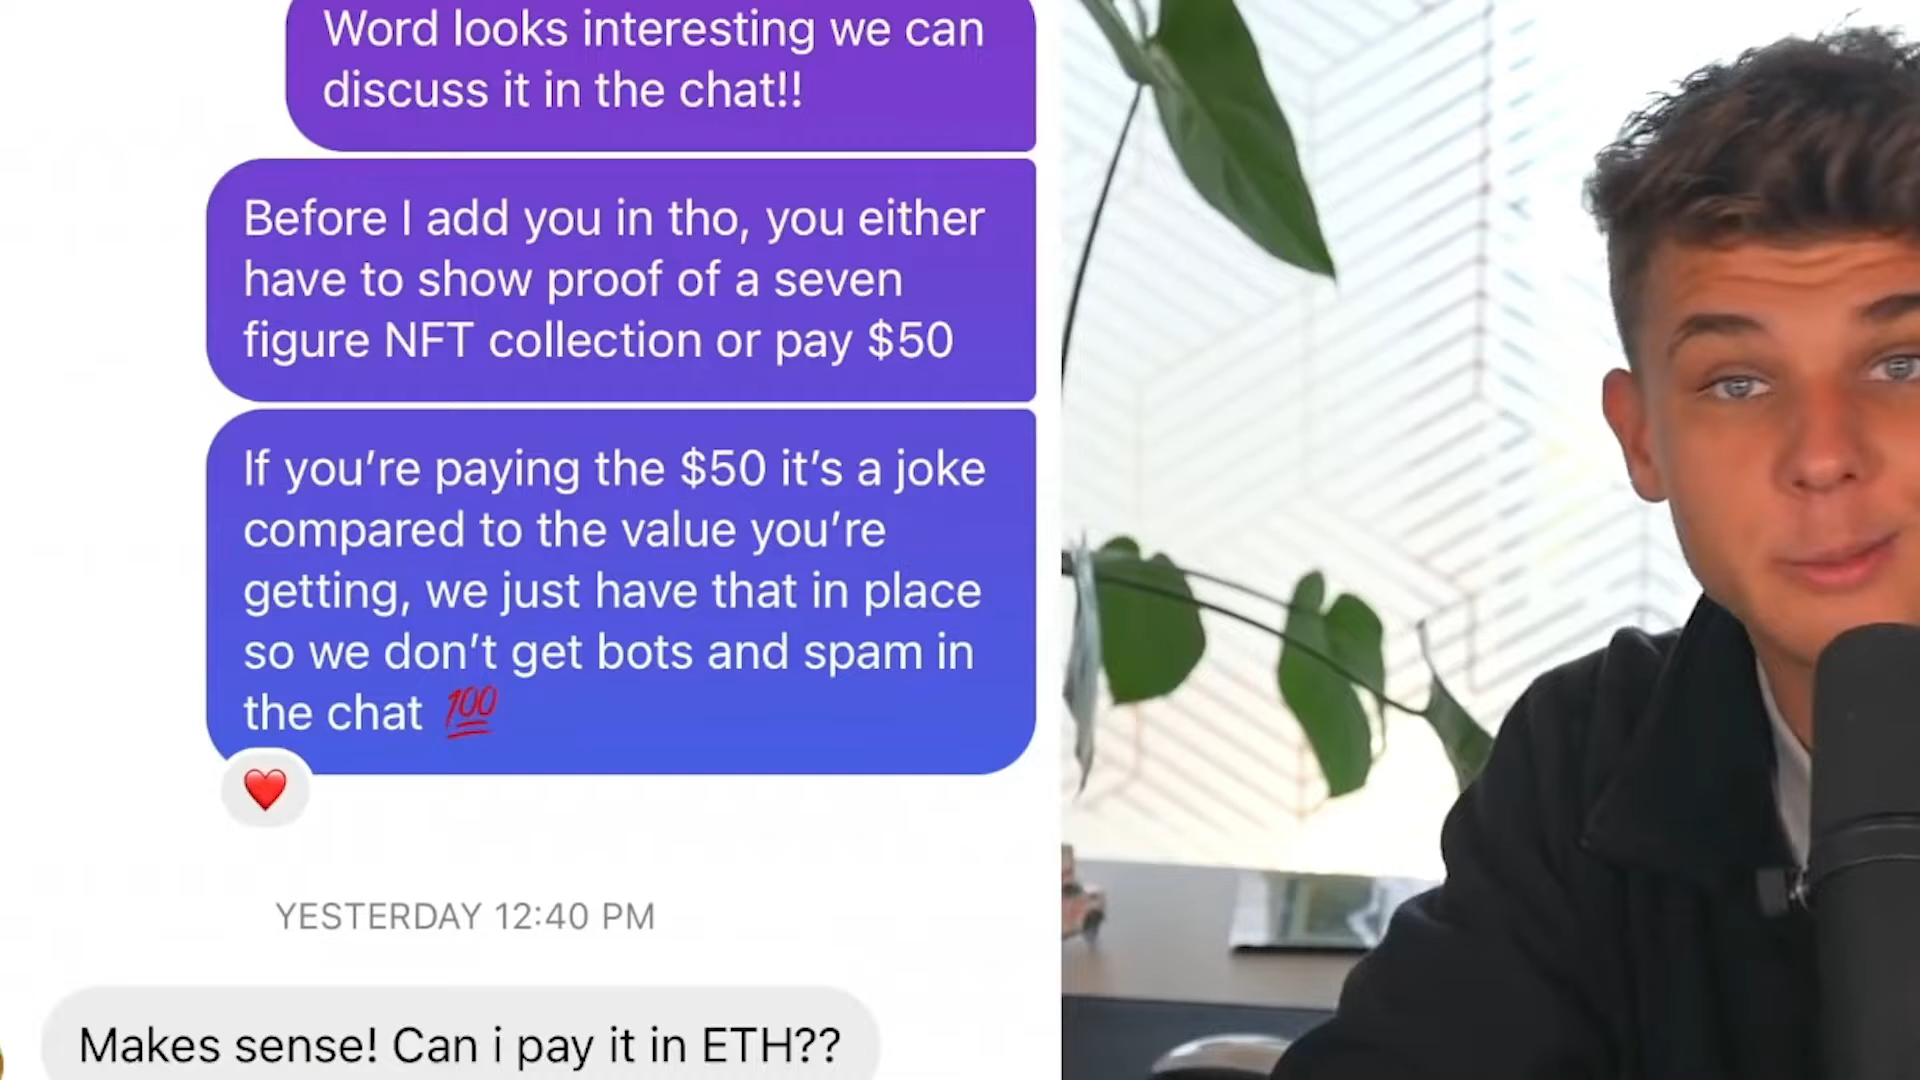 Word looks interesting we can
discuss it in the chat!!
Before I add you in tho, you either
have to show proof of a seven
figure NFT collection or pay $50
If you’re paying the $50 it’s a joke
compared to the value you’re
getting, we just have that in place
so we don’t get bots and spam in
the chat 💯
YESTERDAY 12:40 PM
Makes sense! Can i pay it in ETH??